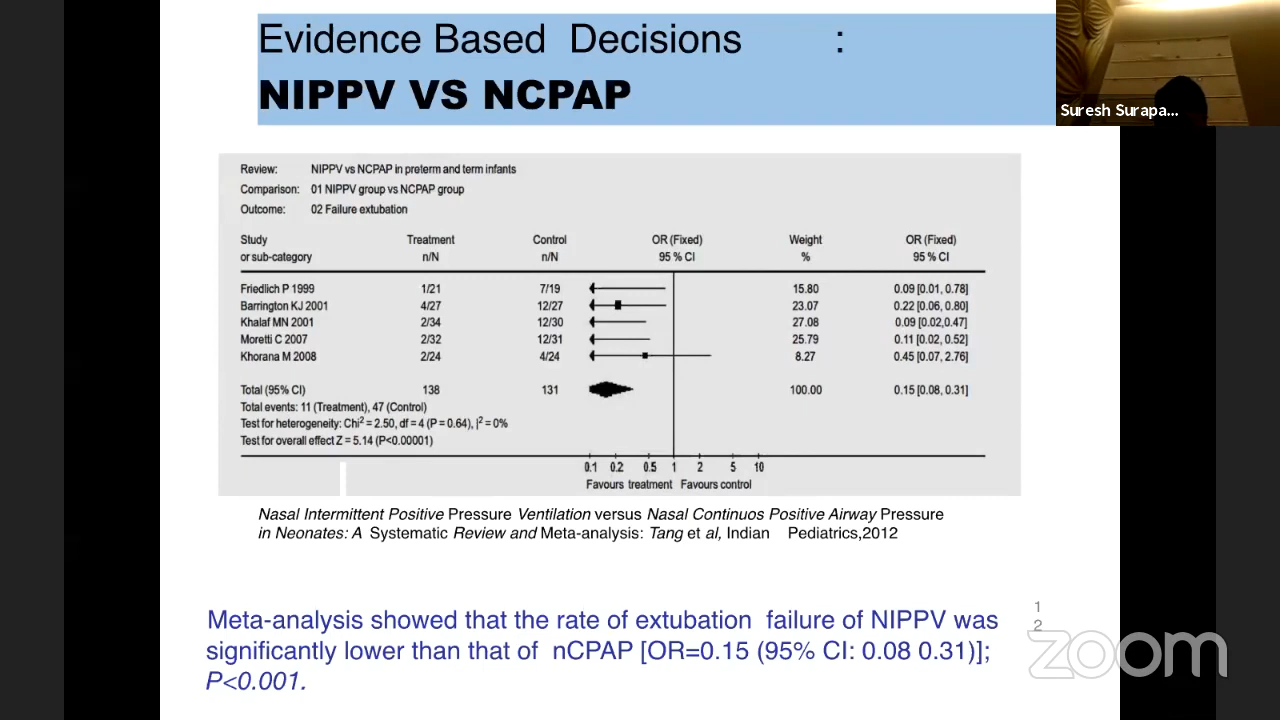 Evidence Based Decisions :
NIPPV VS NCPAP
Suresh Surapa...
Review: NIPPV vs NCPAP in preterm and term infants
Comparison: 01 NIPPV group vs NCPAP group
Outcome: 02 Failure extubation
Study Treatment Control OR (Fixed) Weight OR (Fixed)
or sub-category n/N n/N 95 % CI % 95 % CI
Friedlich P 1999 1/21 7/19 15.80 0.09 [0.01, 0.78]
Barrington KJ 2001 4/27 12/27 23.07 0.22 [0.06, 0.80]
Khalaf MN 2001 2/34 12/30 27.08 0.09 [0.02,0.47]
Moretti C 2007 2/32 12/31 25.79 0.11 [0.02, 0.52]
Khorana M 2008 2/24 4/24 8.27 0.45 [0.07, 2.76]
Total (95% CI) 138 131 100.00 0.15 [0.08, 0.31]
Total events: 11 (Treatment), 47 (Control)
Test for heterogeneity: Chi² = 2.50, df = 4 (P = 0.64), I² = 0%
Test for overall effect Z = 5.14 (P<0.00001)
0.1 0.2 0.5 1 2 5 10
Favours treatment Favours control
Nasal Intermittent Positive Pressure Ventilation versus Nasal Continuos Positive Airway Pressure
in Neonates: A Systematic Review and Meta-analysis: Tang et al, Indian Pediatrics,2012
Meta-analysis showed that the rate of extubation failure of NIPPV was
significantly lower than that of nCPAP [OR=0.15 (95% CI: 0.08 0.31)];
P<0.001.
1
2
zoom